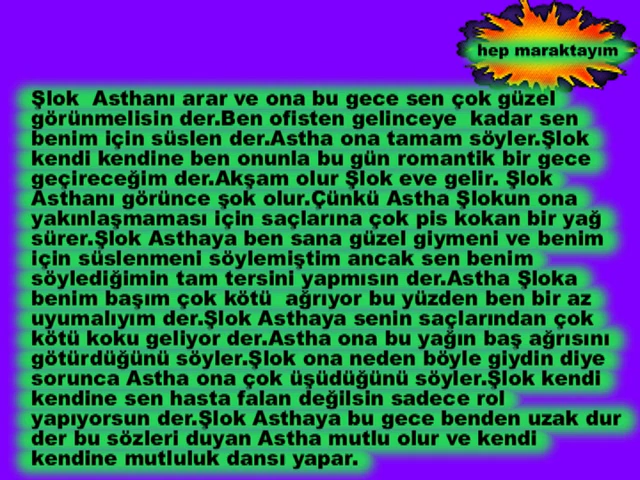 hep maraktayım
Şlok  Asthanı arar ve ona bu gece sen çok güzel
görünmelisin der.Ben ofisten gelinceye  kadar sen
benim için süslen der.Astha ona tamam söyler.Şlok
kendi kendine ben onunla bu gün romantik bir gece
geçireceğim der.Akşam olur Şlok eve gelir. Şlok
Asthanı görünce şok olur.Çünkü Astha Şlokun ona
yakınlaşmaması için saçlarına çok pis kokan bir yağ
sürer.Şlok Asthaya ben sana güzel giymeni ve benim
için süslenmeni söylemiştim ancak sen benim
söylediğimin tam tersini yapmısın der.Astha Şloka
benim başım çok kötü  ağrıyor bu yüzden ben bir az
uyumalıyım der.Şlok Asthaya senin saçlarından çok
kötü koku geliyor der.Astha ona bu yağın baş ağrısını
götürdüğünü söyler.Şlok ona neden böyle giydin diye
sorunca Astha ona çok üşüdüğünü söyler.Şlok kendi
kendine sen hasta falan değilsin sadece rol
yapıyorsun der.Şlok Asthaya bu gece benden uzak dur
der bu sözleri duyan Astha mutlu olur ve kendi
kendine mutluluk dansı yapar.